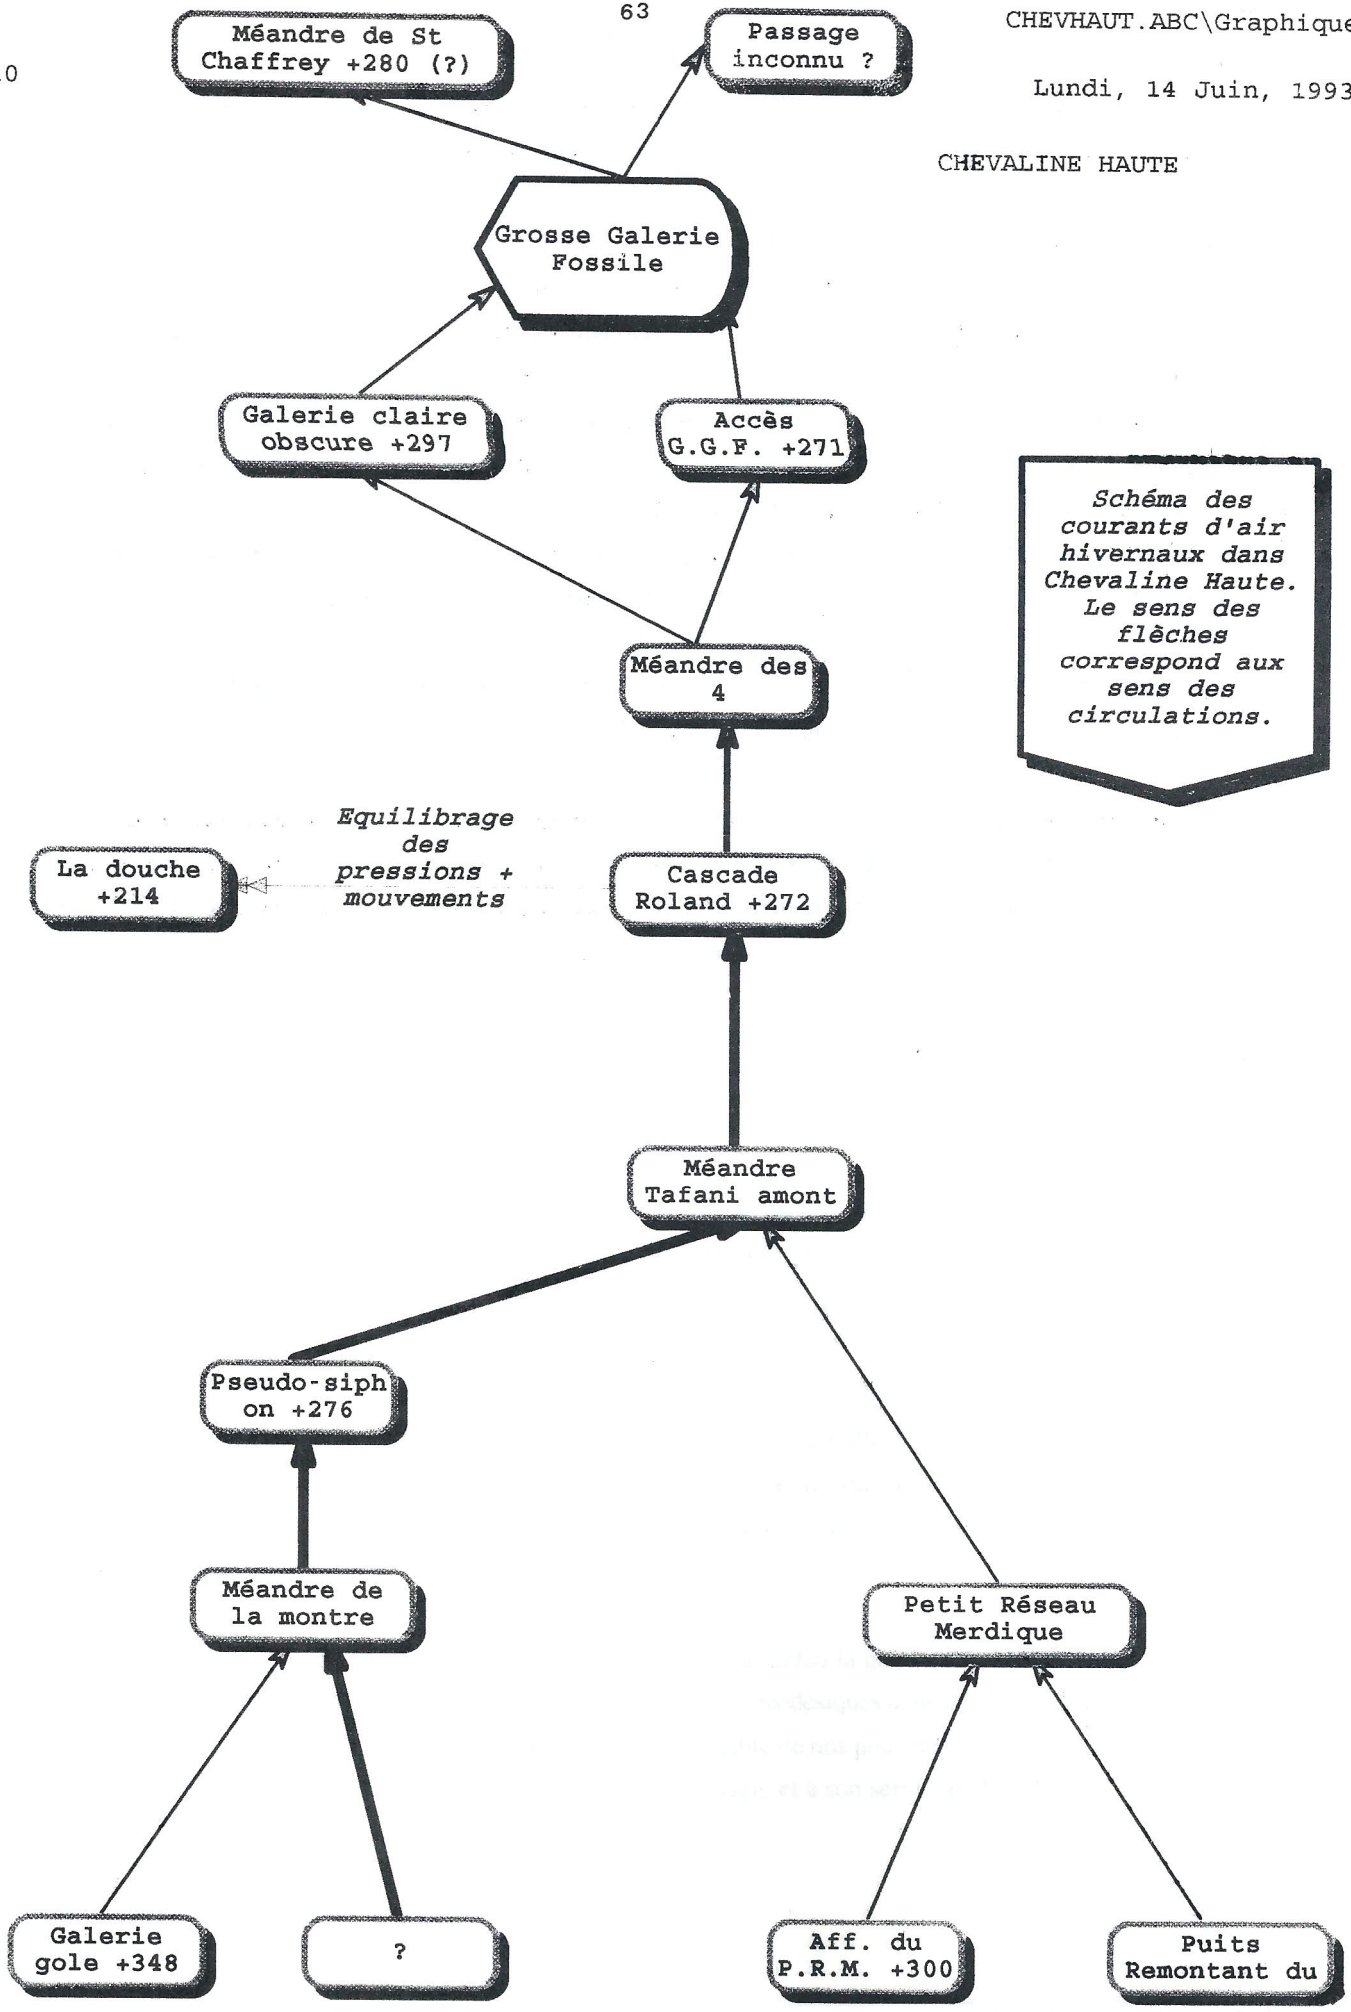 63
CHEVHAUT.ABC\Graphique
Lundi, 14 Juin, 1993
CHEVALINE HAUTE
Méandre de St
Chaffrey +280 (?)
Passage
inconnu ?
Grosse Galerie
Fossile
Galerie claire
obscure +297
Accès
G.G.F. +271
Schéma des
courants d'air
hivernaux dans
Chevaline Haute.
Le sens des
flèches
correspond aux
sens des
circulations.
Méandre des
4
Equilibrage
des
pressions +
mouvements
La douche
+214
Cascade
Roland +272
Méandre
Tafani amont
Pseudo-siph
on +276
Méandre de
la montre
Petit Réseau
Merdique
Galerie
gole +348
?
Aff. du
P.R.M. +300
Puits
Remontant du